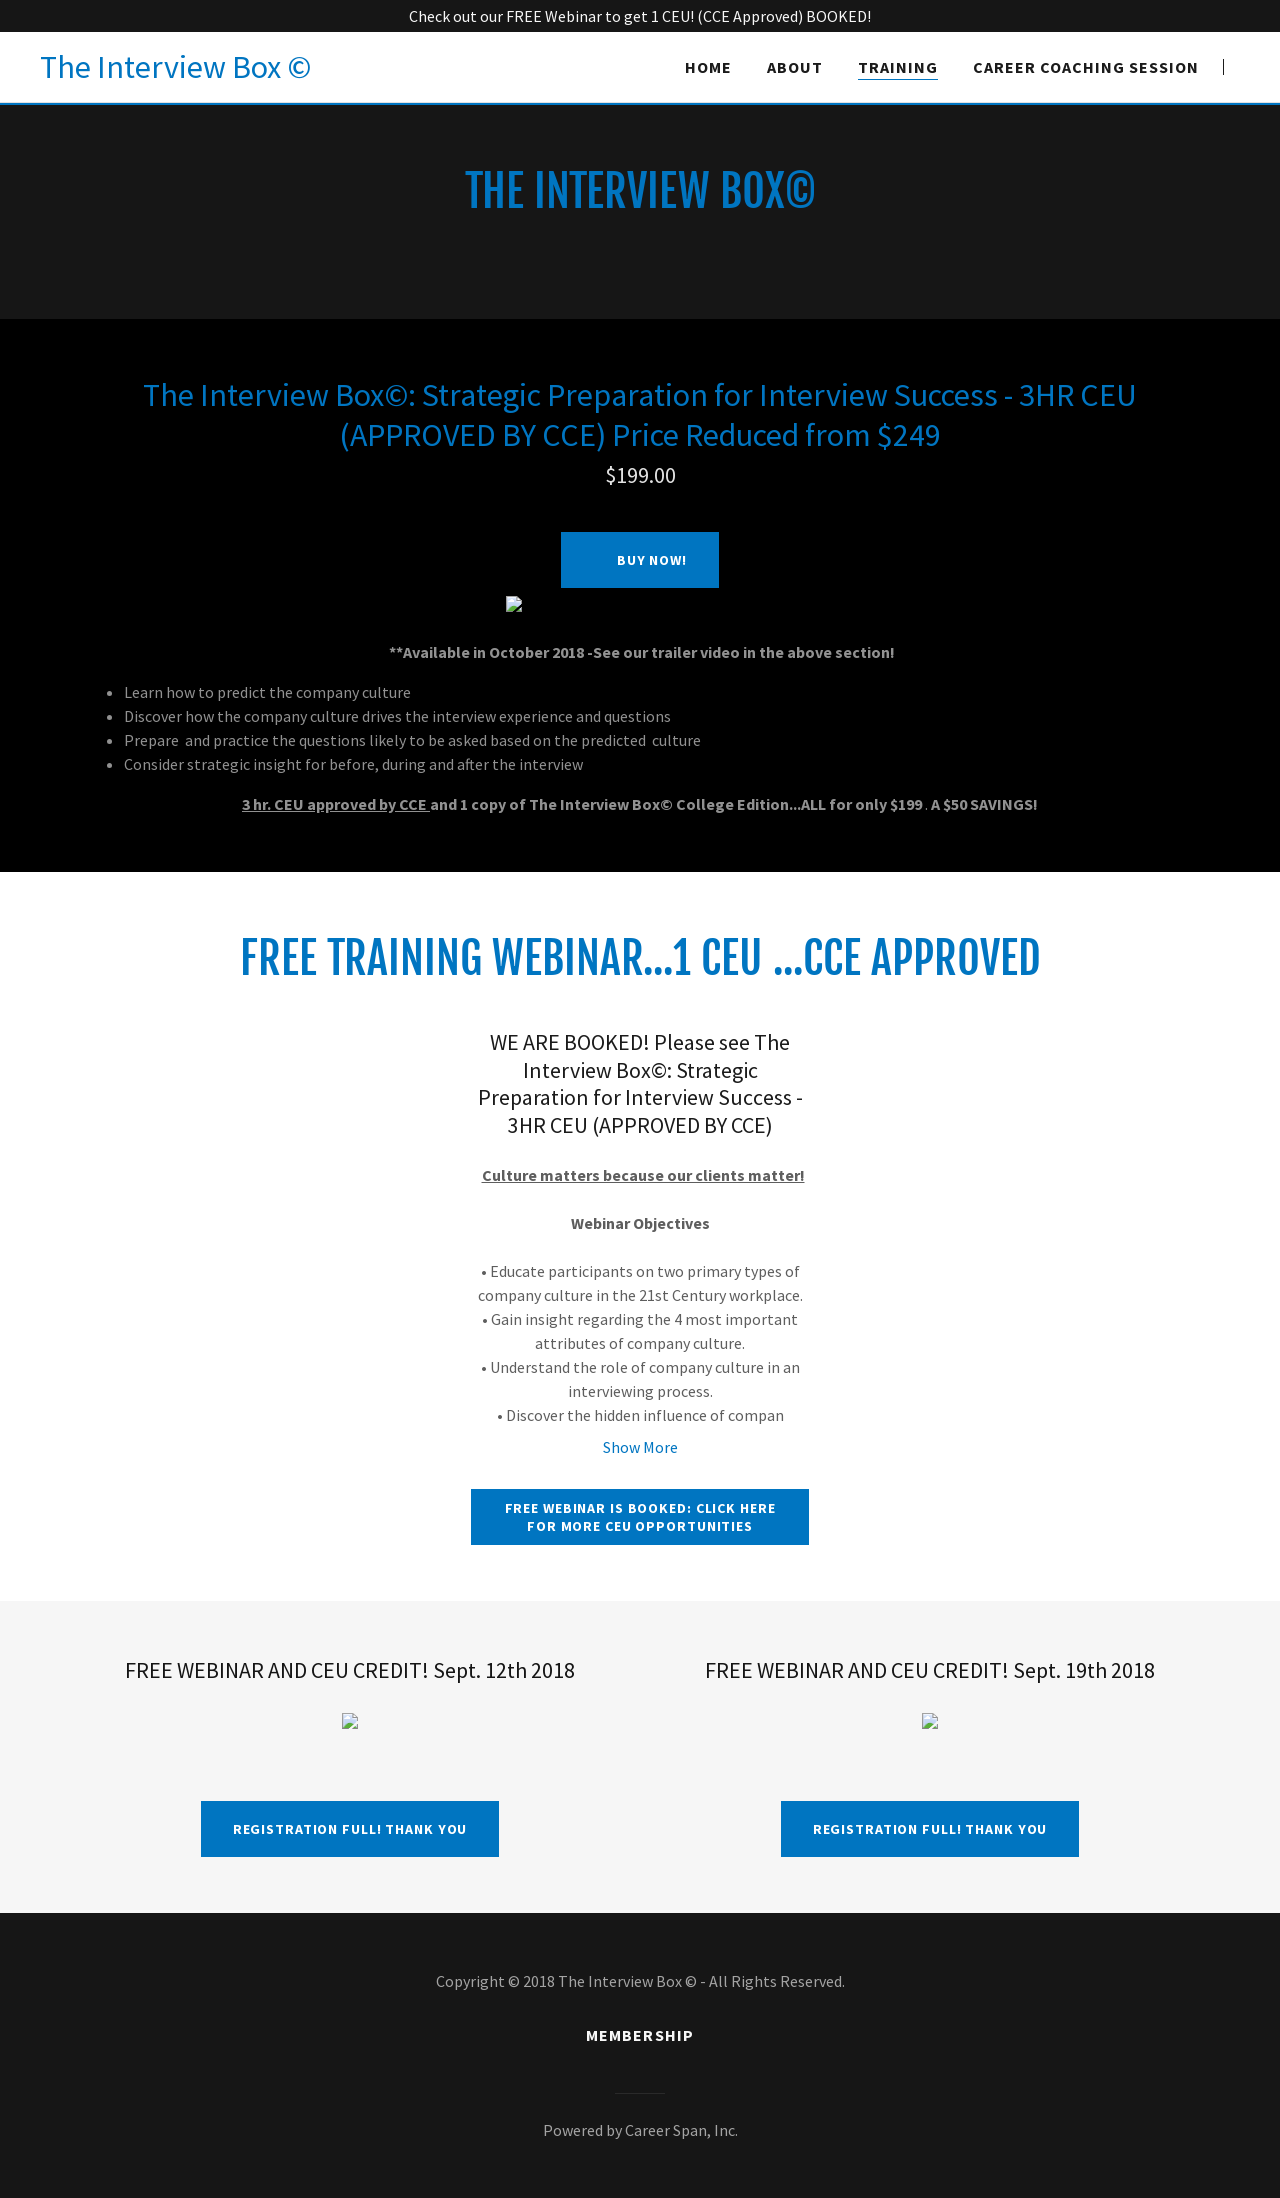 Check out our FREE Webinar to get 1 CEU! (CCE Approved) BOOKED!
The Interview Box ©
HOME
ABOUT
TRAINING
CAREER COACHING SESSION
THE INTERVIEW BOX©
The Interview Box©: Strategic Preparation for Interview Success - 3HR CEU
(APPROVED BY CCE) Price Reduced from $249
$199.00
BUY NOW!
**Available in October 2018 -See our trailer video in the above section!
• Learn how to predict the company culture
• Discover how the company culture drives the interview experience and questions
• Prepare  and practice the questions likely to be asked based on the predicted  culture
• Consider strategic insight for before, during and after the interview
3 hr. CEU approved by CCE and 1 copy of The Interview Box© College Edition...ALL for only $199 . A $50 SAVINGS!
FREE TRAINING WEBINAR...1 CEU ...CCE APPROVED
WE ARE BOOKED! Please see The
Interview Box©: Strategic
Preparation for Interview Success -
3HR CEU (APPROVED BY CCE)
Culture matters because our clients matter!
Webinar Objectives
• Educate participants on two primary types of
company culture in the 21st Century workplace.
• Gain insight regarding the 4 most important
attributes of company culture.
• Understand the role of company culture in an
interviewing process.
• Discover the hidden influence of compan
Show More
FREE WEBINAR IS BOOKED: CLICK HERE
FOR MORE CEU OPPORTUNITIES
FREE WEBINAR AND CEU CREDIT! Sept. 12th 2018
REGISTRATION FULL! THANK YOU
FREE WEBINAR AND CEU CREDIT! Sept. 19th 2018
REGISTRATION FULL! THANK YOU
Copyright © 2018 The Interview Box © - All Rights Reserved.
MEMBERSHIP
Powered by Career Span, Inc.